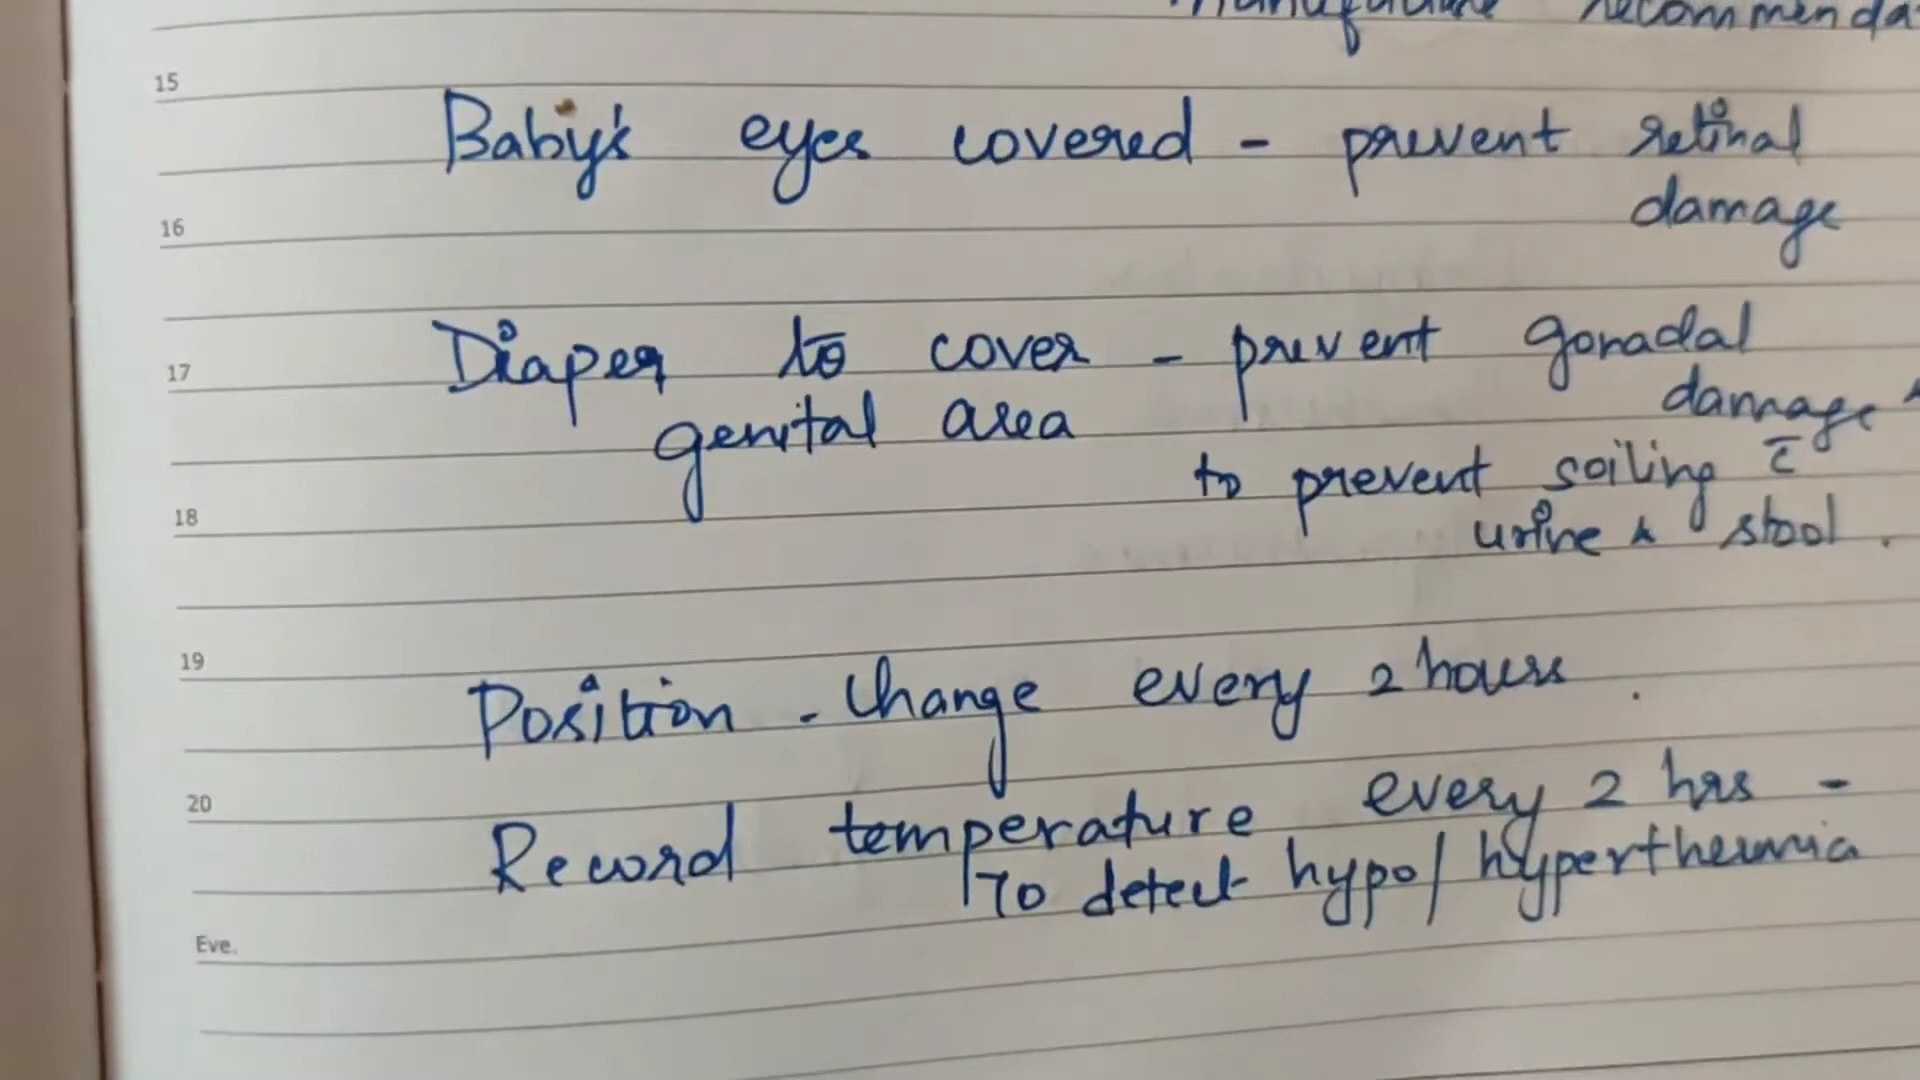 recommenda
15
Baby's eyes covered - prevent retinal
damage
16
17
Diaper to cover - prevent gonadal
genital area damage &
to prevent soiling c̄
18
urine & stool.
19
Position - Change every 2 hours.
20
Record temperature every 2 hrs -
To detect hypo/hyperthermia
Eve.